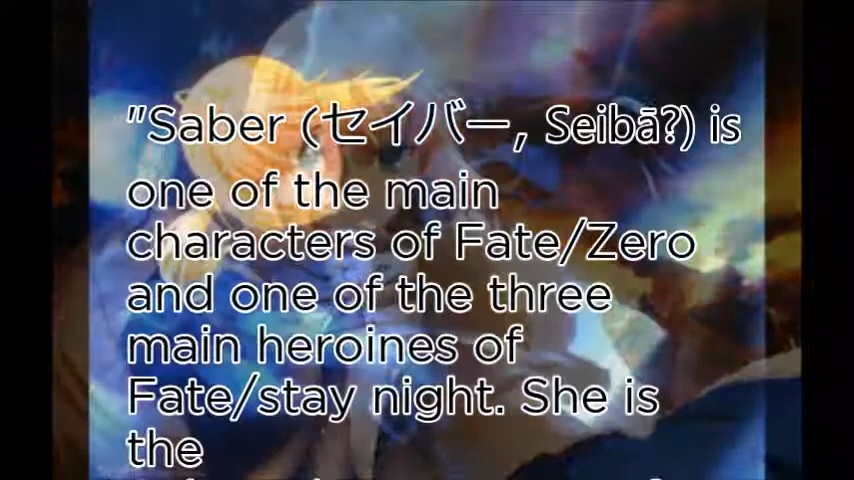 "Saber (セイバー, Seibā?) is
one of the main
characters of Fate/Zero
and one of the three
main heroines of
Fate/stay night. She is
the